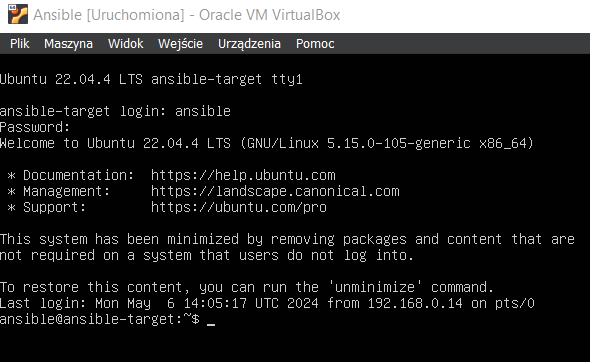 Ansible [Uruchomiona] - Oracle VM VirtualBox
Plik Maszyna Widok Wejście Urządzenia Pomoc
Ubuntu 22.04.4 LTS ansible-target tty1
ansible-target login: ansible
Password:
Welcome to Ubuntu 22.04.4 LTS (GNU/Linux 5.15.0-105-generic x86_64)
* Documentation:  https://help.ubuntu.com
* Management:     https://landscape.canonical.com
* Support:        https://ubuntu.com/pro
This system has been minimized by removing packages and content that are
not required on a system that users do not log into.
To restore this content, you can run the 'unminimize' command.
Last login: Mon May  6 14:05:17 UTC 2024 from 192.168.0.14 on pts/0
ansible@ansible-target:~$ _